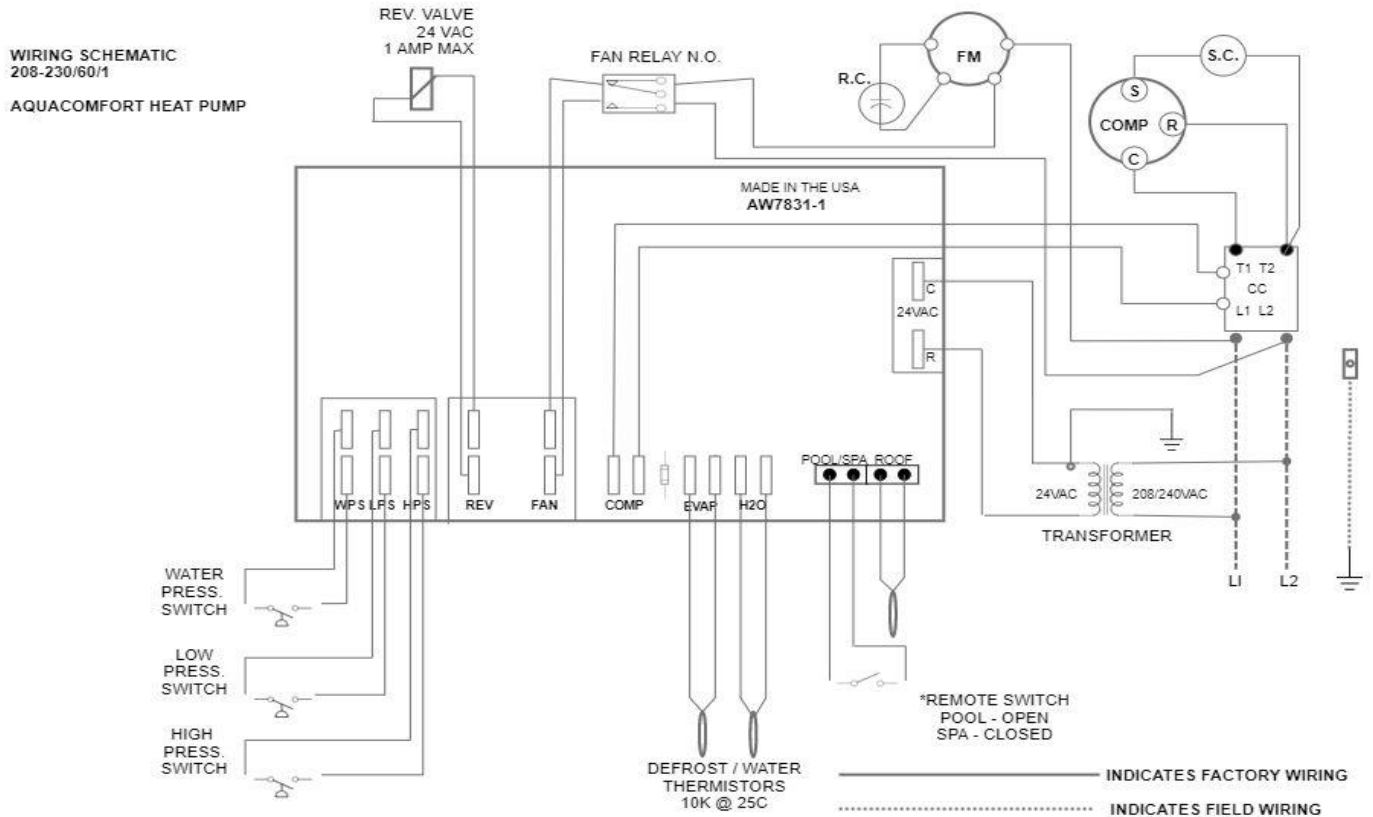 WIRING SCHEMATIC
208-230/60/1
AQUACOMFORT HEAT PUMP
REV. VALVE
24 VAC
1 AMP MAX
FAN RELAY N.O.
R.C.
FM
S.C.
S
COMP
R
C
MADE IN THE USA
AW7831-1
C
24VAC
R
T1 T2
CC
L1 L2
WPS LPS HPS
REV
FAN
COMP
EVAP
H2O
POOL/SPA ROOF
24VAC
208/240VAC
TRANSFORMER
LI
L2
WATER
PRESS.
SWITCH
LOW
PRESS.
SWITCH
HIGH
PRESS.
SWITCH
DEFROST / WATER
THERMISTORS
10K @ 25C
*REMOTE SWITCH
POOL - OPEN
SPA - CLOSED
INDICATES FACTORY WIRING
INDICATES FIELD WIRING